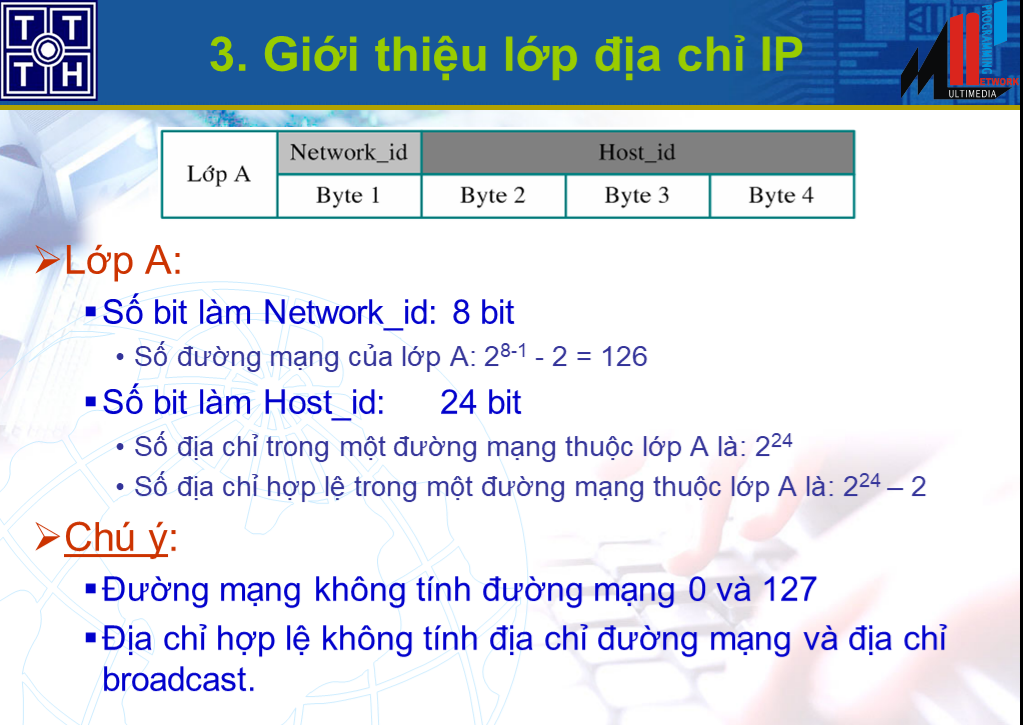 T T
T H
3. Giới thiệu lớp địa chỉ IP
PROGRAMMING
NETWORK
ULTIMEDIA
Lớp A Network_id Host_id
Byte 1 Byte 2 Byte 3 Byte 4
➢Lớp A:
▪Số bit làm Network_id: 8 bit
• Số đường mạng của lớp A: 2^8-1 - 2 = 126
▪Số bit làm Host_id: 24 bit
• Số địa chỉ trong một đường mạng thuộc lớp A là: 2^24
• Số địa chỉ hợp lệ trong một đường mạng thuộc lớp A là: 2^24 – 2
➢Chú ý:
▪Đường mạng không tính đường mạng 0 và 127
▪Địa chỉ hợp lệ không tính địa chỉ đường mạng và địa chỉ
broadcast.